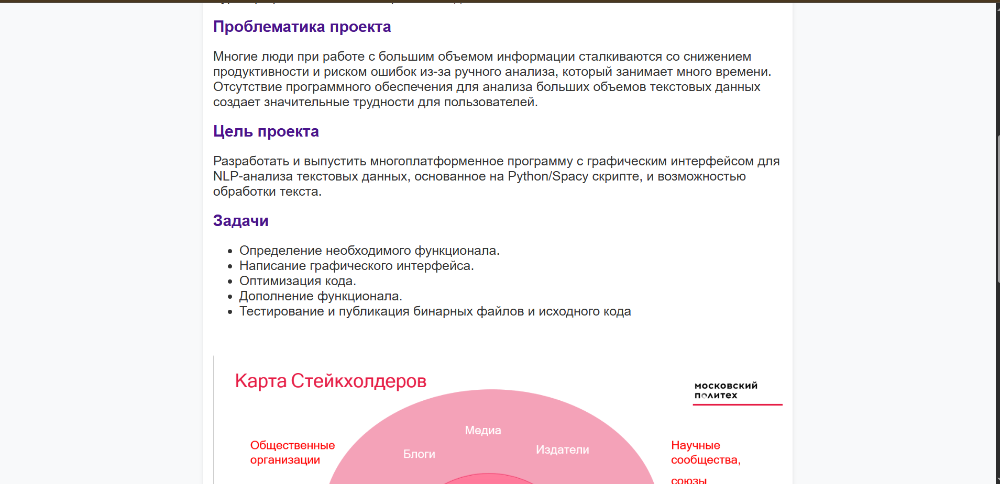 Проблематика проекта
Многие люди при работе с большим объемом информации сталкиваются со снижением
продуктивности и риском ошибок из-за ручного анализа, который занимает много времени.
Отсутствие программного обеспечения для анализа больших объемов текстовых данных
создает значительные трудности для пользователей.
Цель проекта
Разработать и выпустить многоплатформенное программу с графическим интерфейсом для
NLP-анализа текстовых данных, основанное на Python/Spacy скрипте, и возможностью
обработки текста.
Задачи
Определение необходимого функционала.
Написание графического интерфейса.
Оптимизация кода.
Дополнение функционала.
Тестирование и публикация бинарных файлов и исходного кода
Карта Стейкхолдеров
московский
политех
Медиа
Блоги
Издатели
Общественные
организации
Научные
сообщества,
союзы